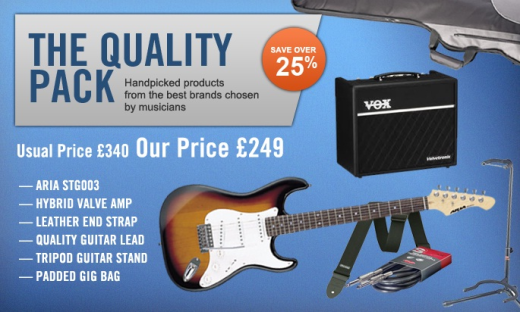 THE QUALITY
PACK
Handpicked products
from the best brands chosen
by musicians
SAVE OVER
25%
Usual Price £340 Our Price £249
— ARIA STG003
— HYBRID VALVE AMP
— LEATHER END STRAP
— QUALITY GUITAR LEAD
— TRIPOD GUITAR STAND
— PADDED GIG BAG
VOX
Valvetronix